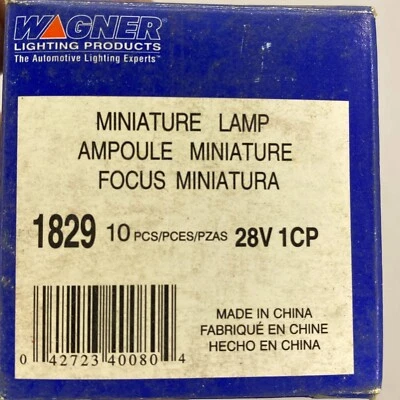 WAGNER
LIGHTING PRODUCTS
The Automotive Lighting Experts™
MINIATURE LAMP
AMPOULE MINIATURE
FOCUS MINIATURA
1829 10 PCS/PCES/PZAS 28V 1CP
MADE IN CHINA
FABRIQUÉ EN CHINE
HECHO EN CHINA
0 42723 40080 4